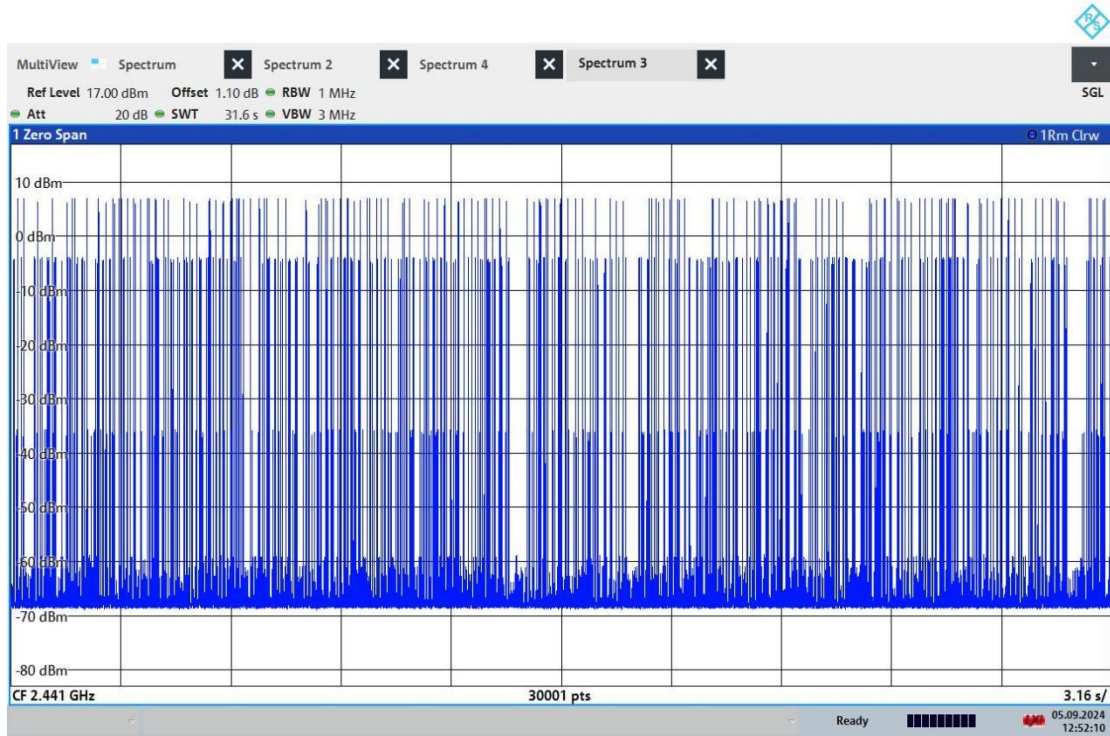 R S
MultiView Spectrum Spectrum 2 Spectrum 4 Spectrum 3
Ref Level 17.00 dBm Offset 1.10 dB RBW 1 MHz SGL
Att 20 dB SWT 31.6 s VBW 3 MHz
1 Zero Span 1Rm Clrw
10 dBm
0 dBm
-10 dBm
-20 dBm
-30 dBm
-40 dBm
-50 dBm
-60 dBm
-70 dBm
-80 dBm
CF 2.441 GHz 30001 pts 3.16 s/
Ready 05.09.2024
12:52:10